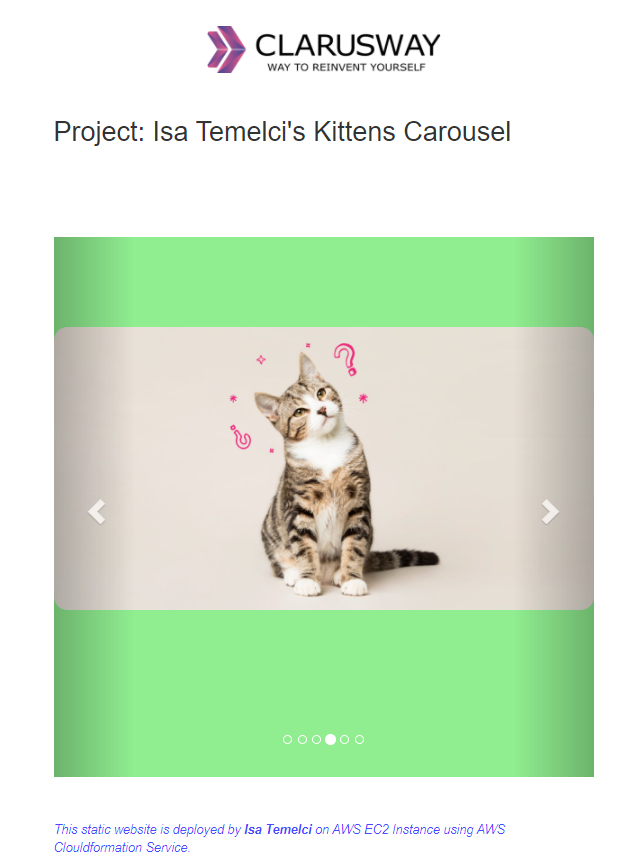 CLARUSWAY
WAY TO REINVENT YOURSELF
Project: Isa Temelci's Kittens Carousel
? ?
This static website is deployed by Isa Temelci on AWS EC2 Instance using AWS
Clouldformation Service.